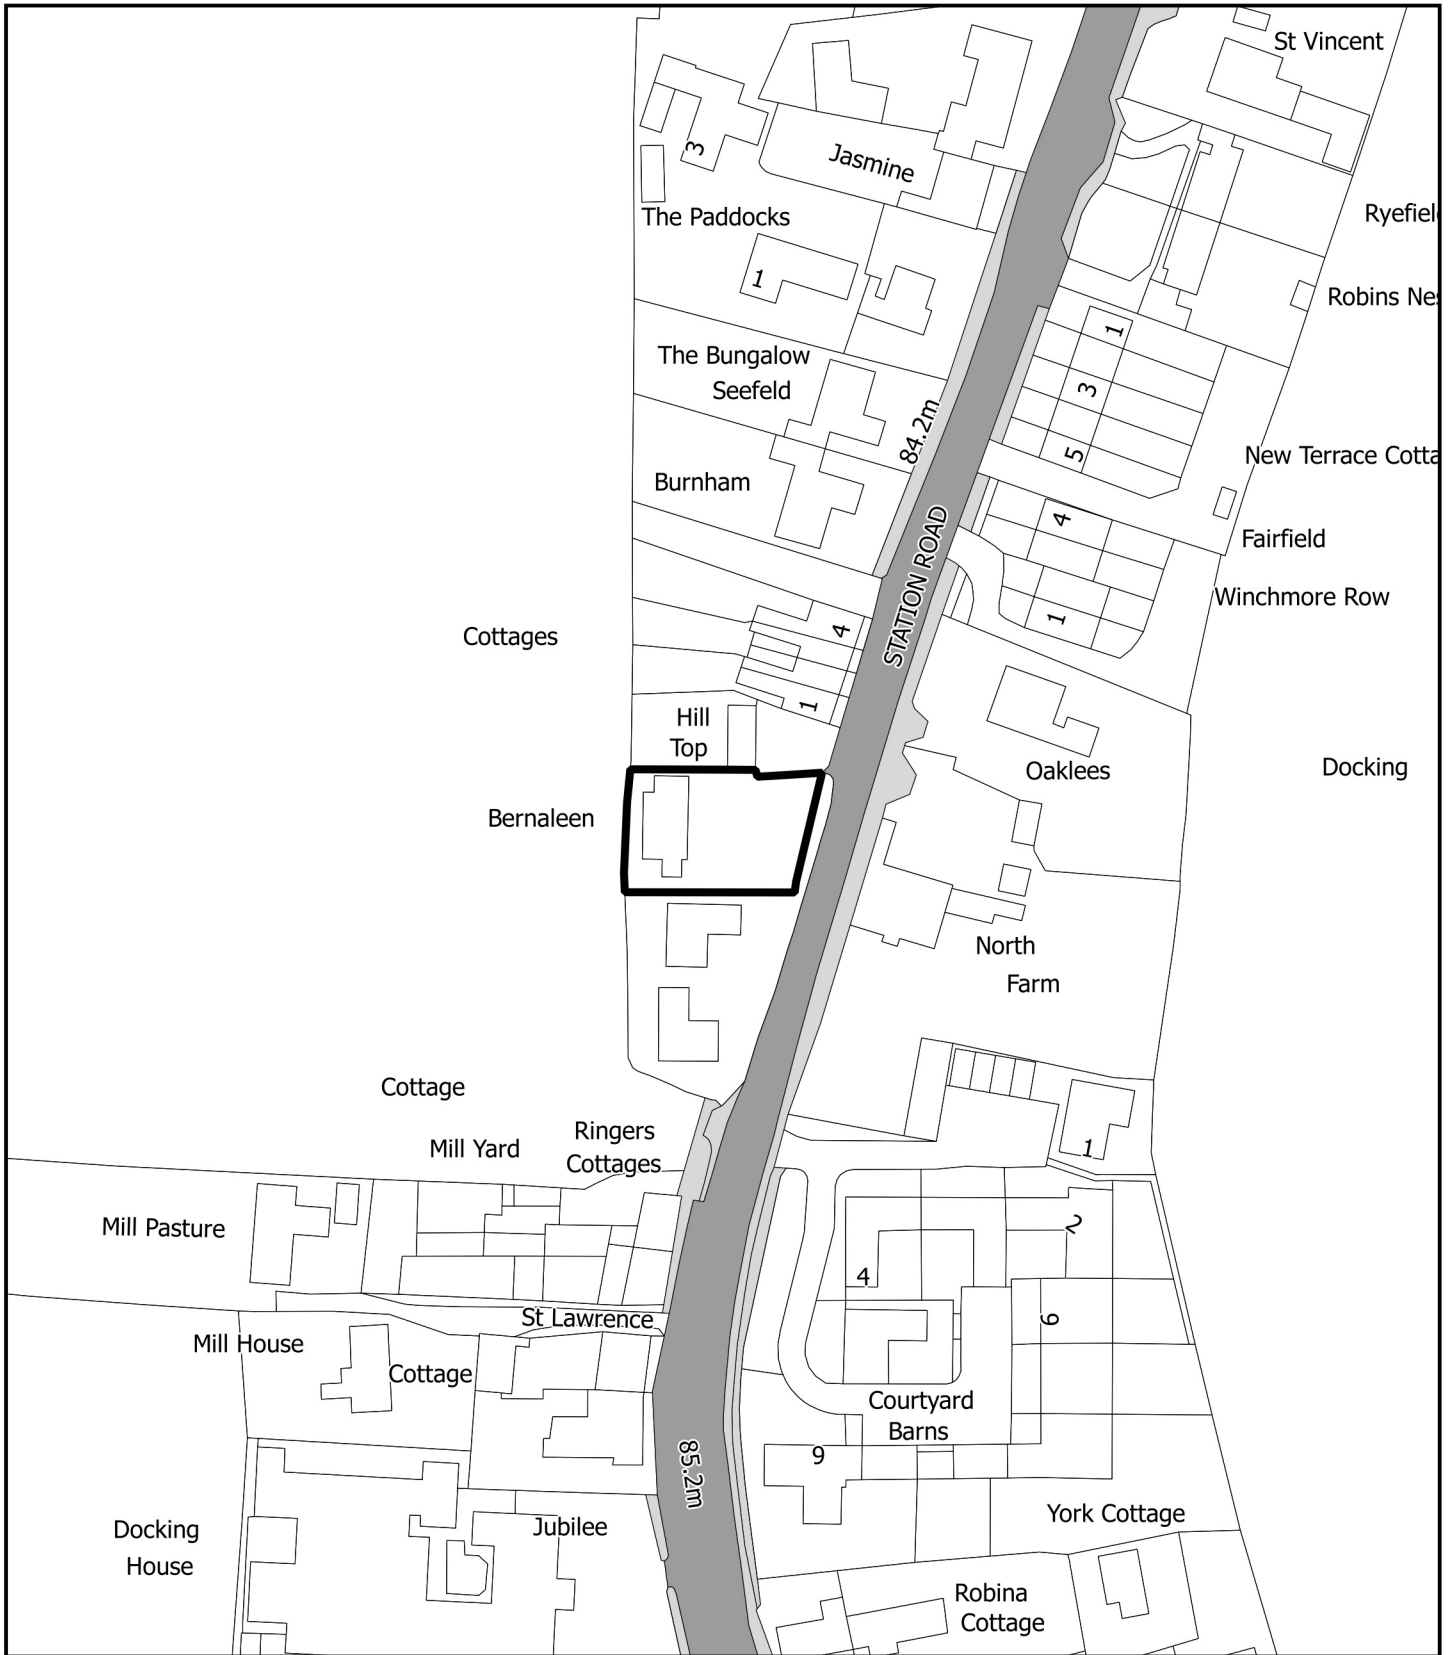 St Vincent
3
Jasmine
The Paddocks
Ryefiel
1
Robins Nes
1
The Bungalow
Seefeld
3
84.2m
5
New Terrace Cotta
Burnham
4
Fairfield
STATION ROAD
Winchmore Row
1
Cottages
4
1
Hill
Top
Oaklees
Docking
Bernaleen
North
Farm
Cottage
Ringers
Cottages
Mill Yard
1
Mill Pasture
2
4
St Lawrence
6
Mill House
Cottage
Courtyard
Barns
9
85.2m
York Cottage
Docking
House
Jubilee
Robina
Cottage